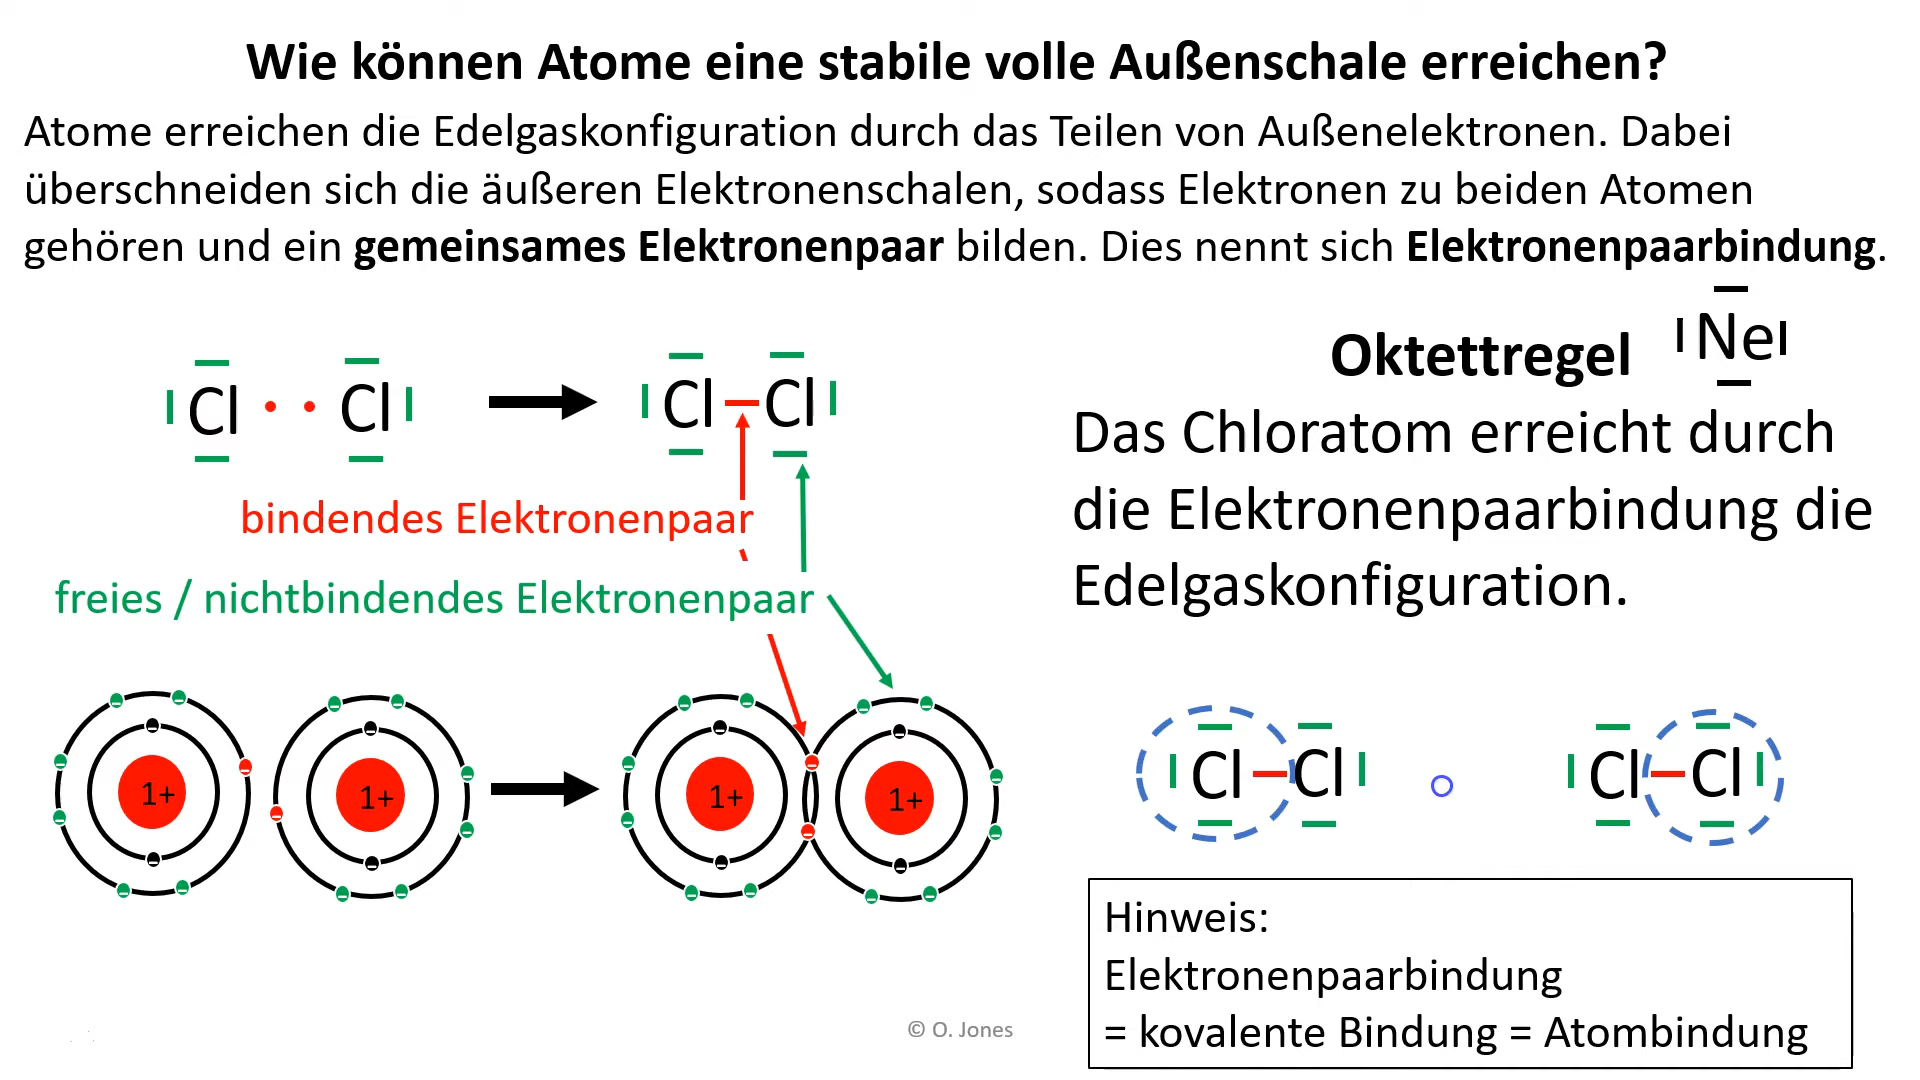 Wie können Atome eine stabile volle Außenschale erreichen?
Atome erreichen die Edelgaskonfiguration durch das Teilen von Außenelektronen. Dabei
überschneiden sich die äußeren Elektronenschalen, sodass Elektronen zu beiden Atomen
gehören und ein gemeinsames Elektronenpaar bilden. Dies nennt sich Elektronenpaarbindung.
Oktettregel Ne
Cl Cl Cl Cl
Das Chloratom erreicht durch
die Elektronenpaarbindung die
Edelgaskonfiguration.
bindendes Elektronenpaar
freies / nichtbindendes Elektronenpaar
1+ 1+ 1+ 1+
Cl Cl Cl Cl
Hinweis:
Elektronenpaarbindung
= kovalente Bindung = Atombindung
© O. Jones